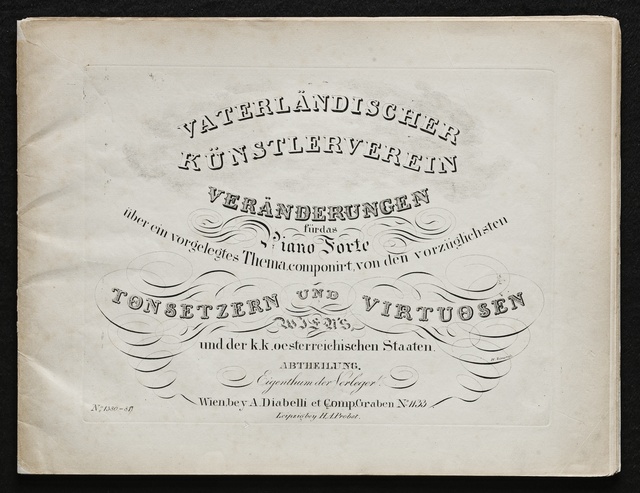 VATERLÄNDISCHER
KÜNSTLERVEREIN
VERÄNDERUNGEN
für das
Piano Forte
über ein vorgelegtes Thema, componirt, von den vorzüglichsten
TONSETZERN UND VIRTUOSEN
WIEN'S
und der k.k. oesterreichischen Staaten.
ABTHEILUNG.
Eigenthum der Verleger.
Wien, bey A. Diabelli et Comp. Graben No. 1133
Leipzig bey H. A. Probst.